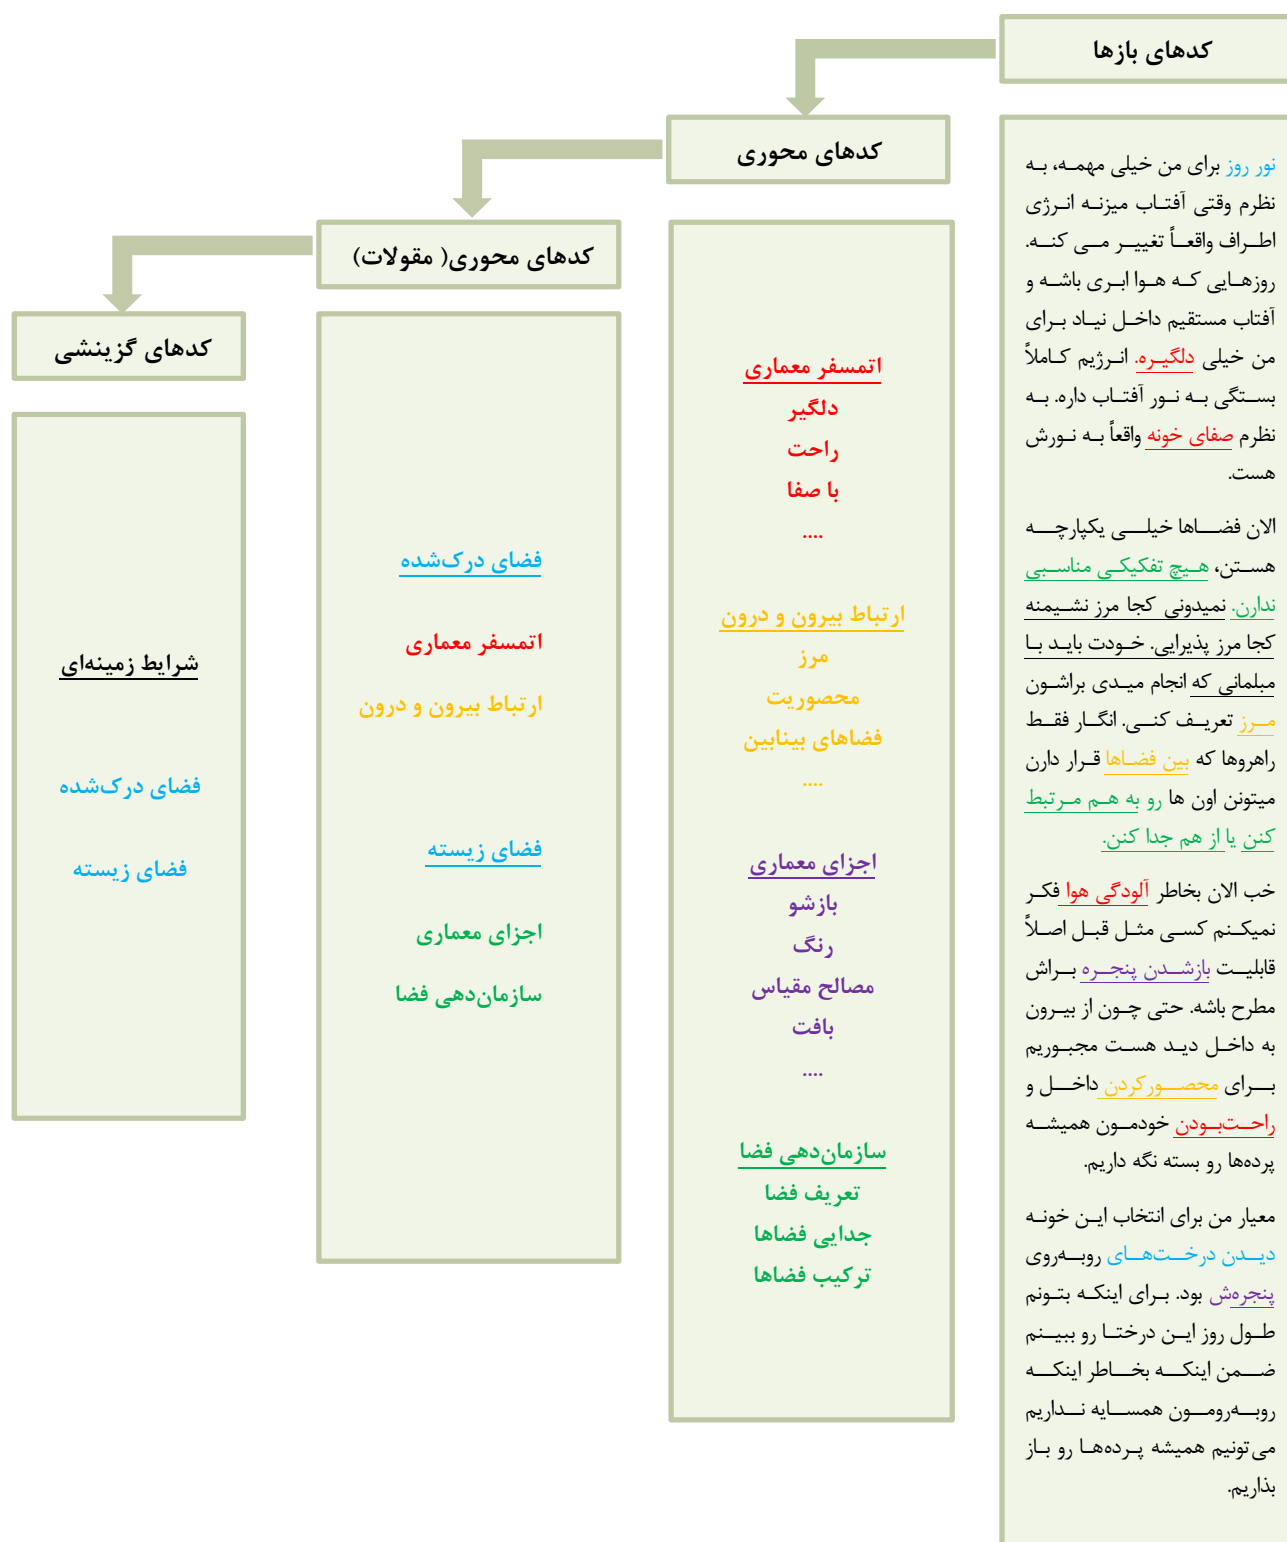 کدهای بازها
نور روز برای من خیلی مهمه، به
نظرم وقتی آفتاب میزنه انرژی
اطراف واقعاً تغییر می کنه.
روزهایی که هوا ابری باشه و
آفتاب مستقیم داخل نیاد برای
من خیلی دلگیره. انرژیم کاملاً
بستگی به نور آفتاب داره. به
نظرم صفای خونه واقعاً به نورش
هست.
الان فضاها خیلی یکپارچه
هستن، هیچ تفکیکی مناسبی
ندارن. نمیدونی کجا مرز نشیمنه
کجا مرز پذیرایی. خودت باید با
مبلمانی که انجام میدی براشون
مرز تعریف کنی. انگار فقط
راهروها که بین فضاها قرار دارن
میتونن اون ها رو به هم مرتبط
کنن یا از هم جدا کنن.
خب الان بخاطر آلودگی هوا فکر
نمیکنم کسی مثل قبل اصلاً
قابلیت بازشدن پنجره براش
مطرح باشه. حتی چون از بیرون
به داخل دید هست مجبوریم
برای محصورکردن داخل و
راحت‌بودن خودمون همیشه
پرده‌ها رو بسته نگه داریم.
معیار من برای انتخاب این خونه
دیدن درخت‌های روبه‌روی
پنجره‌ش بود. برای اینکه بتونم
طول روز این درختا رو ببینم
ضمن اینکه بخاطر اینکه
روبه‌رومون همسایه نداریم
می‌تونیم همیشه پرده‌ها رو باز
بذاریم.
کدهای محوری
اتمسفر معماری
دلگیر
راحت
با صفا
....
ارتباط بیرون و درون
مرز
محصوریت
فضاهای بینابین
....
اجزای معماری
بازشو
رنگ
مصالح مقیاس
بافت
....
سازمان‌دهی فضا
تعریف فضا
جدایی فضاها
ترکیب فضاها
کدهای محوری( مقولات)
فضای درک‌شده
اتمسفر معماری
ارتباط بیرون و درون
فضای زیسته
اجزای معماری
سازمان‌دهی فضا
کدهای گزینشی
شرایط زمینه‌ای
فضای درک‌شده
فضای زیسته